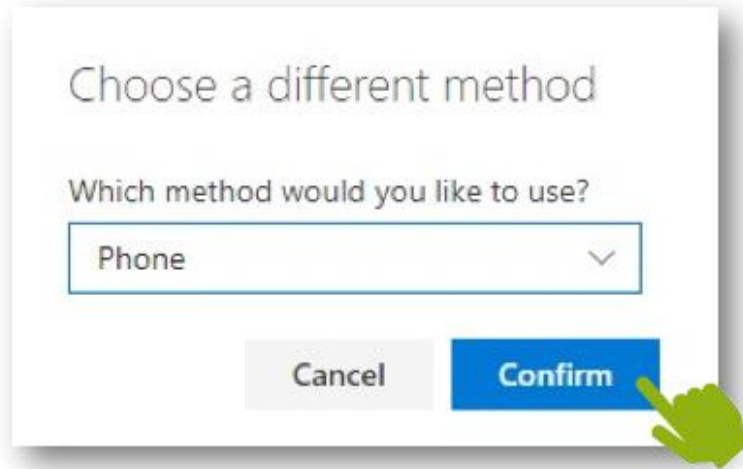 Choose a different method
Which method would you like to use?
Phone
Cancel Confirm